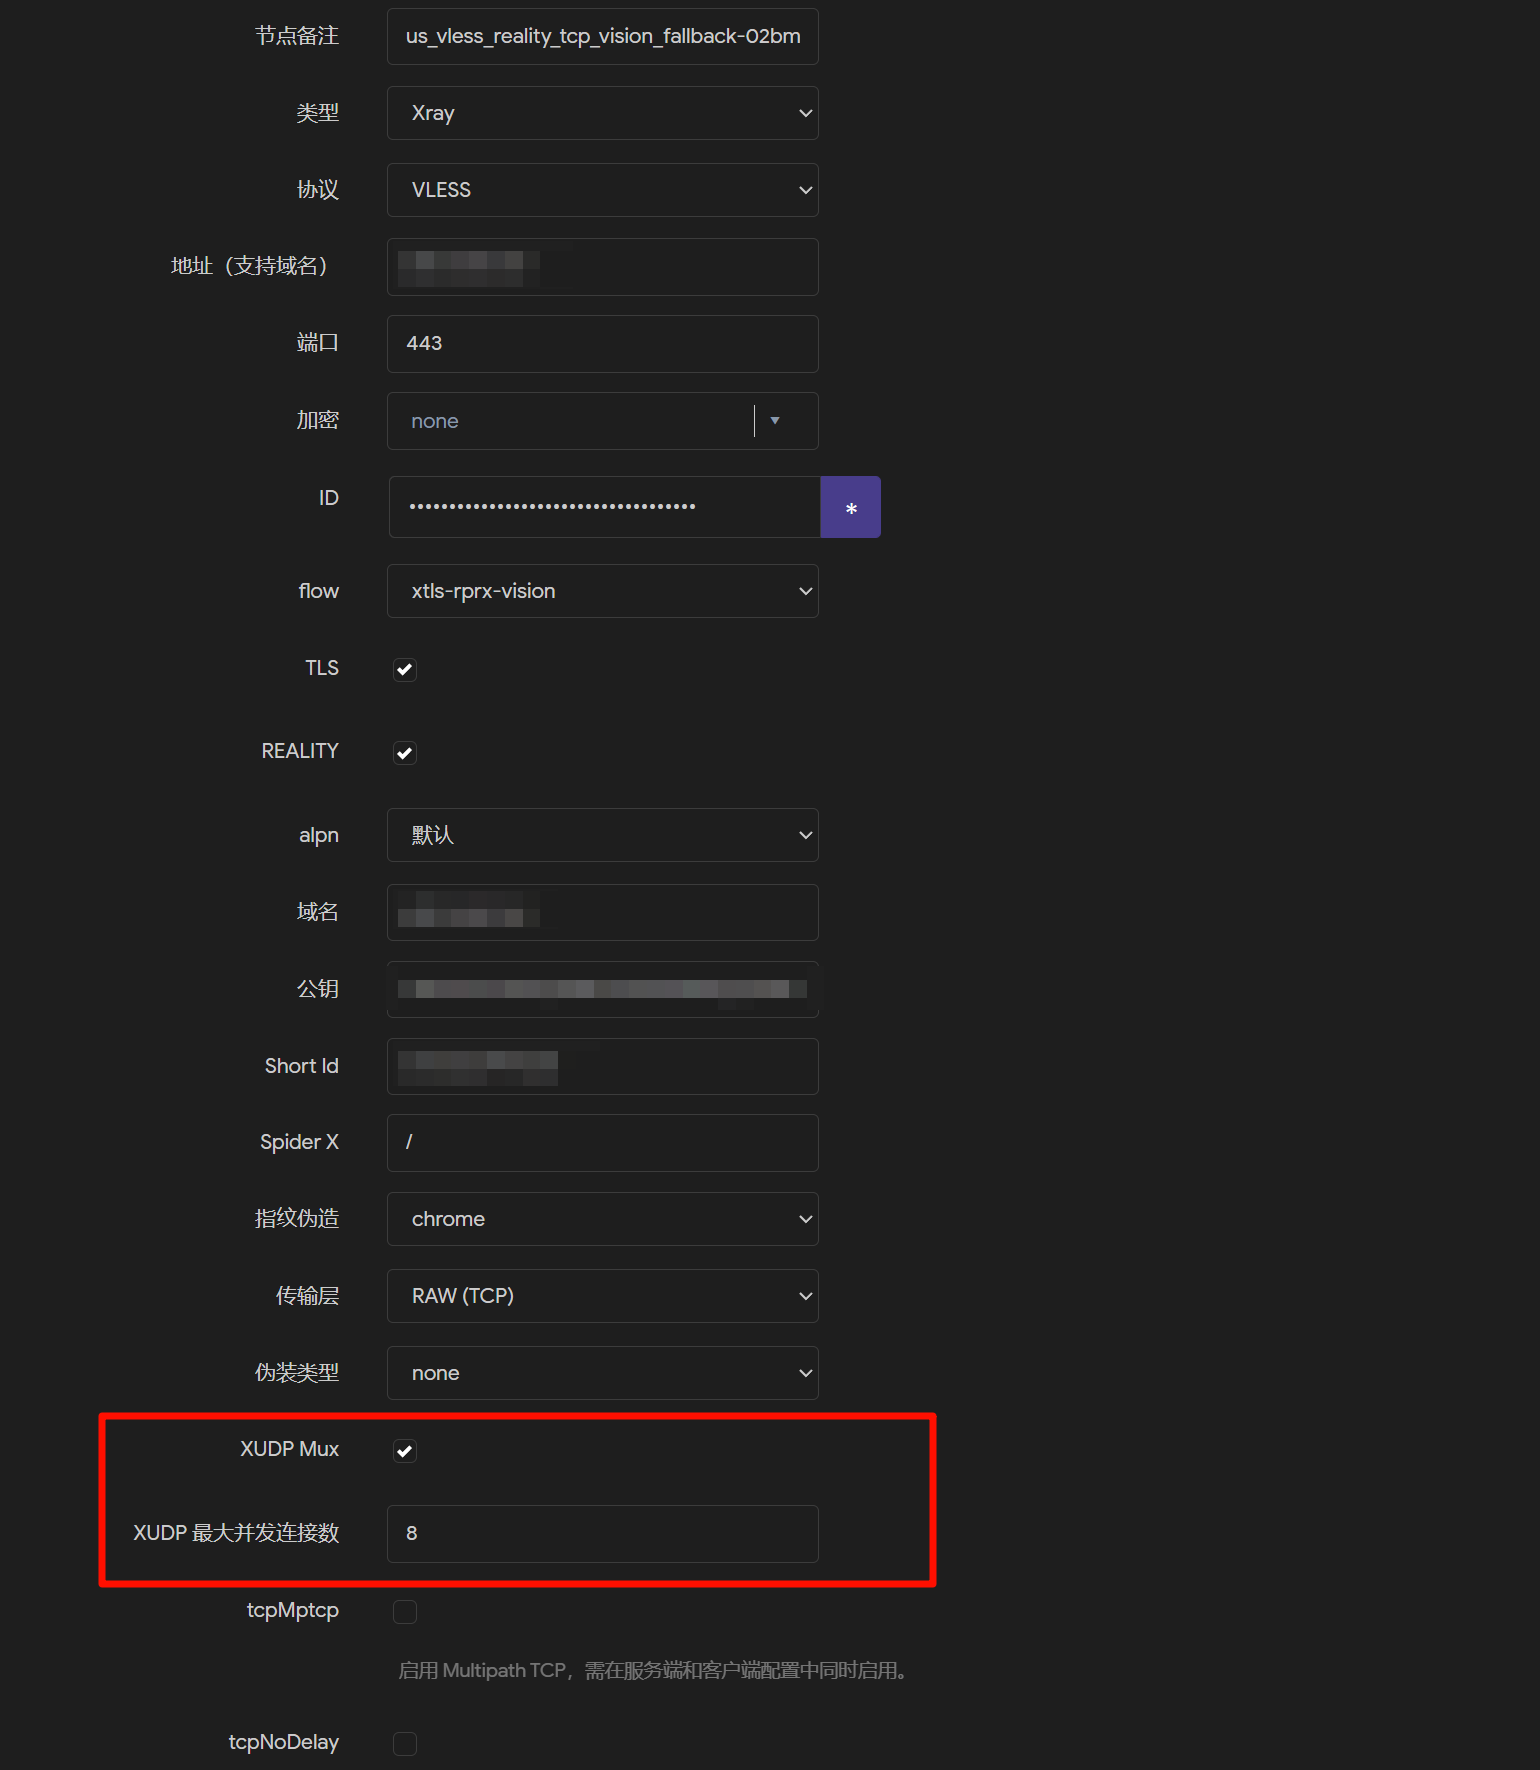 节点备注 us_vless_reality_tcp_vision_fallback-02bm
类型 Xray
协议 VLESS
地址（支持域名）
端口 443
加密 none
ID ••••••••••••••••••••••••••••••••••••
flow xtls-rprx-vision
TLS
REALITY
alpn 默认
域名
公钥
Short Id
Spider X /
指纹伪造 chrome
传输层 RAW (TCP)
伪装类型 none
XUDP Mux
XUDP 最大并发连接数 8
tcpMptcp
启用 Multipath TCP，需在服务端和客户端配置中同时启用。
tcpNoDelay